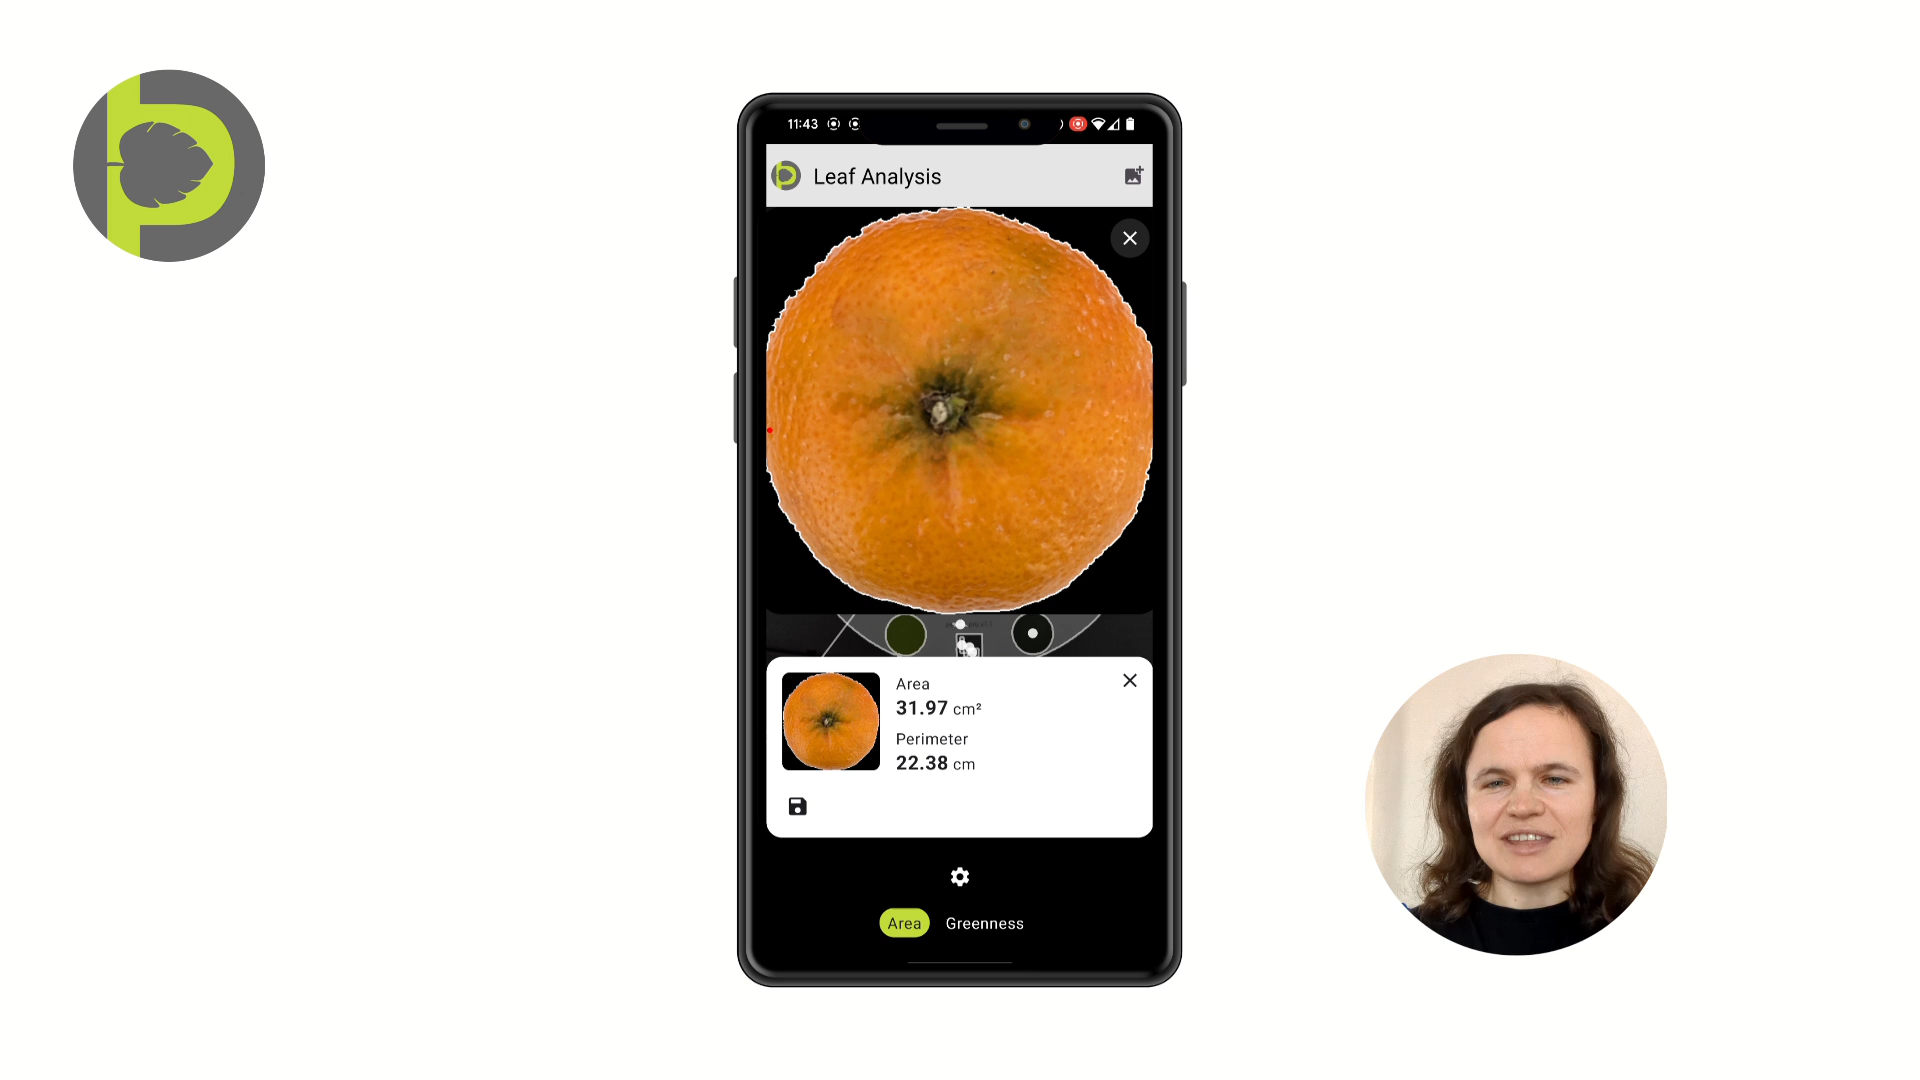 11:43
Leaf Analysis
Area
31.97 cm²
Perimeter
22.38 cm
Area Greenness